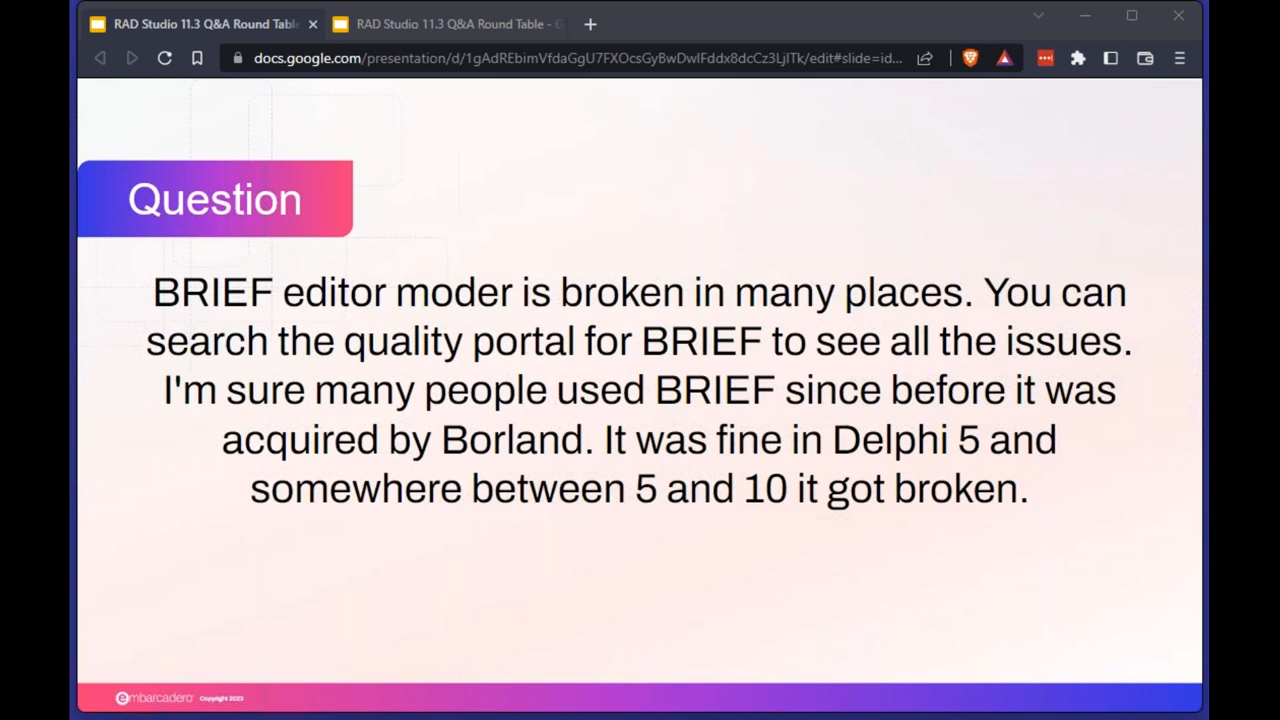 RAD Studio 11.3 Q&A Round Table
RAD Studio 11.3 Q&A Round Table - G
docs.google.com/presentation/d/1gAdREbimVfdaGgU7FXOcsGyBwDwIFddx8dcCz3LjITk/edit#slide=id...
Question
BRIEF editor moder is broken in many places. You can
search the quality portal for BRIEF to see all the issues.
I'm sure many people used BRIEF since before it was
acquired by Borland. It was fine in Delphi 5 and
somewhere between 5 and 10 it got broken.
embarcadero Copyright 2023